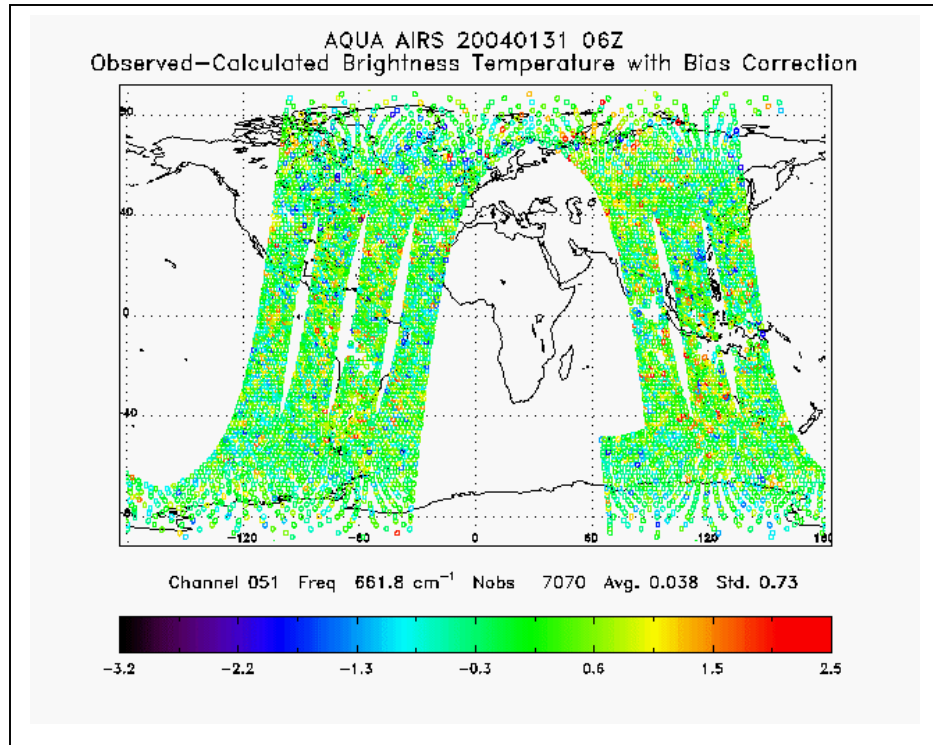 AQUA AIRS 20040131 06Z
Observed-Calculated Brightness Temperature with Bias Correction
40
0
-120
0
60
120
180
Channel 051 Freq 661.8 cm⁻¹ Nobs 7070 Avg. 0.038 Std. 0.73
-3.2 -2.2 -1.3 -0.3 0.6 1.5 2.5